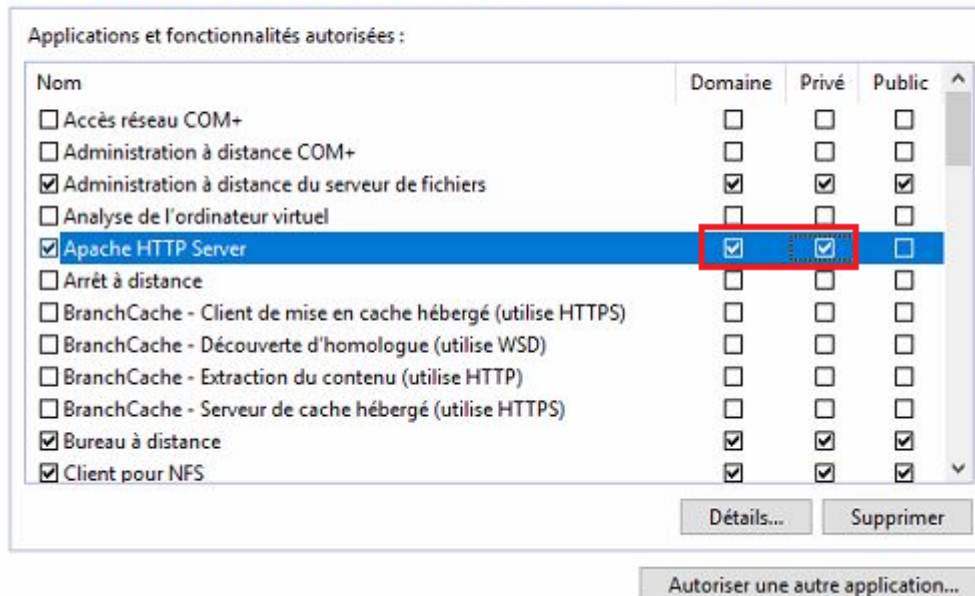 Applications et fonctionnalités autorisées :
Nom Domaine Privé Public
Accès réseau COM+
Administration à distance COM+
Administration à distance du serveur de fichiers
Analyse de l'ordinateur virtuel
Apache HTTP Server
Arrêt à distance
BranchCache - Client de mise en cache hébergé (utilise HTTPS)
BranchCache - Découverte d'homologue (utilise WSD)
BranchCache - Extraction du contenu (utilise HTTP)
BranchCache - Serveur de cache hébergé (utilise HTTPS)
Bureau à distance
Client pour NFS
Détails... Supprimer
Autoriser une autre application...